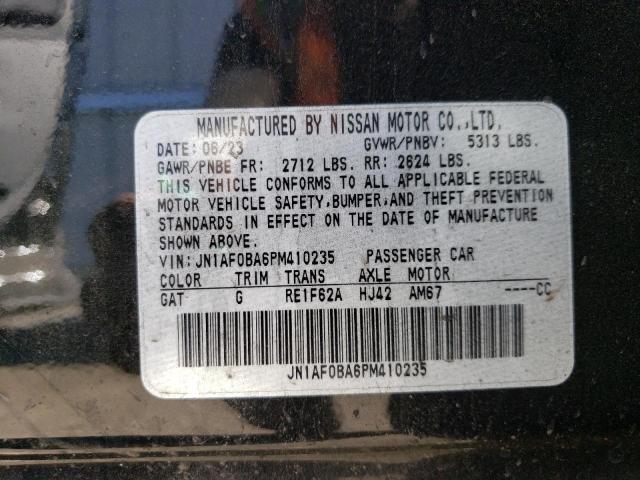 MANUFACTURED BY NISSAN MOTOR CO.,LTD.
DATE: 06/23 GVWR/PNBV: 5313 LBS.
GAWR/PNBE FR: 2712 LBS. RR: 2624 LBS.
THIS VEHICLE CONFORMS TO ALL APPLICABLE FEDERAL
MOTOR VEHICLE SAFETY,BUMPER,AND THEFT PREVENTION
STANDARDS IN EFFECT ON THE DATE OF MANUFACTURE
SHOWN ABOVE.
VIN: JN1AF0BA6PM410235 PASSENGER CAR
COLOR TRIM TRANS AXLE MOTOR
GAT G RE1F62A HJ42 AM67 ----CC
JN1AF0BA6PM410235